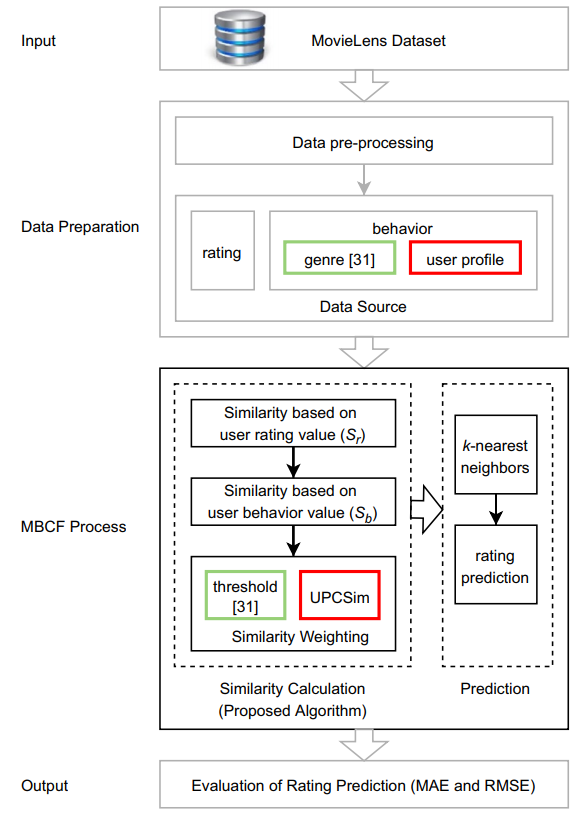 Input
MovieLens Dataset
Data Preparation
Data pre-processing
rating
behavior
genre [31]
user profile
Data Source
MBCF Process
Similarity based on
user rating value (Sr)
Similarity based on
user behavior value (Sb)
threshold
[31]
UPCSim
Similarity Weighting
Similarity Calculation
(Proposed Algorithm)
k-nearest
neighbors
rating
prediction
Prediction
Output
Evaluation of Rating Prediction (MAE and RMSE)